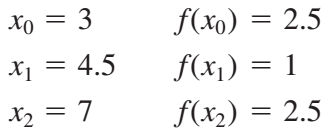 x₀ = 3 f(x₀) = 2.5
x₁ = 4.5 f(x₁) = 1
x₂ = 7 f(x₂) = 2.5